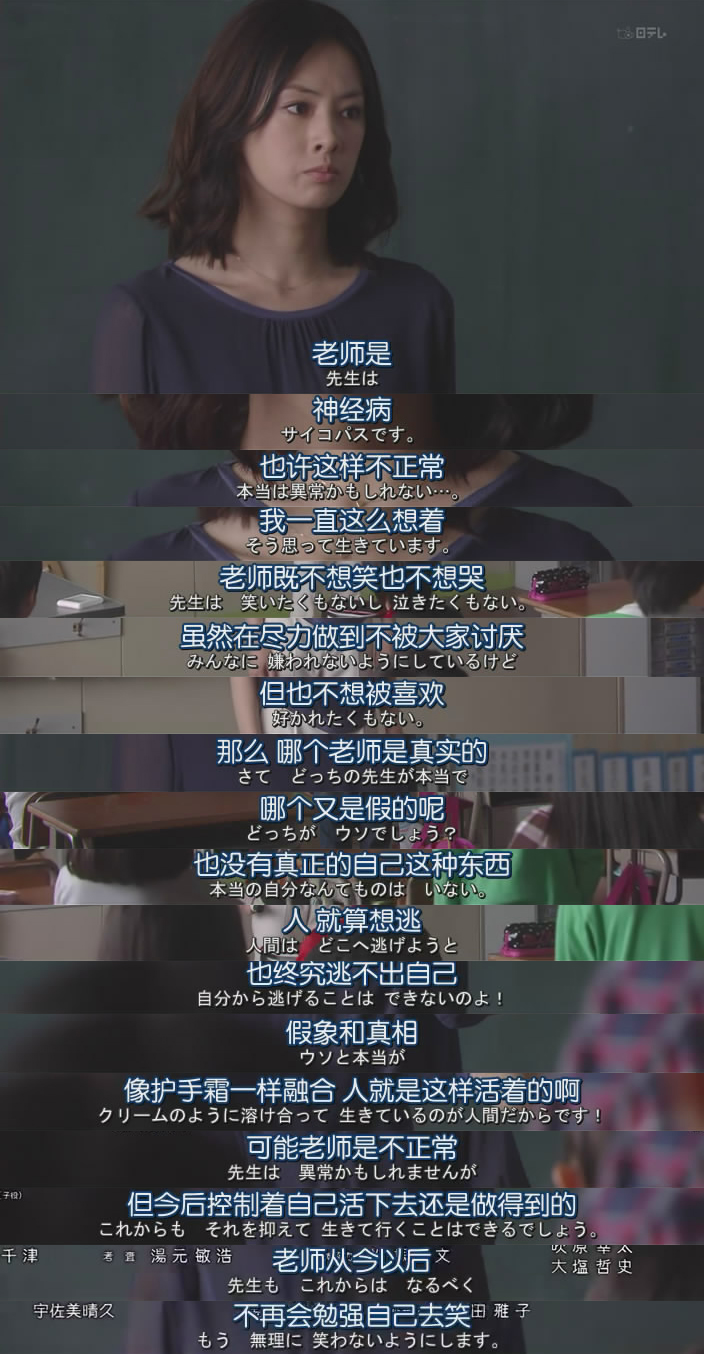 日テレ
老师是
先生は
神经病
サイコパスです。
也许这样不正常
本当は異常かもしれない…。
我一直这么想着
そう思って生きています。
老师既不想笑也不想哭
先生は 笑いたくもないし 泣きたくもない。
虽然在尽力做到不被大家讨厌
みんなに 嫌われないようにしているけど
但也不想被喜欢
好かれたくもない。
那么 哪个老师是真实的
さて どっちの先生が本当で
哪个又是假的呢
どっちが ウソでしょう?
也没有真正的自己这种东西
本当の自分なんてものは いない。
人 就算想逃
人間は どこへ逃げようと
也终究逃不出自己
自分から逃げることは できないのよ!
假象和真相
ウソと本当が
像护手霜一样融合 人就是这样活着的啊
クリームのように溶け合って 生きているのが人間だからです!
可能老师是不正常
先生は 異常かもしれませんが
(子役)
但今后控制着自己活下去还是做得到的
これからも それを抑えて 生きて行くことはできるでしょう。
千津
考査 湯元敏浩
文
大塩哲史
老师从今以后
先生も これからは なるべく
宇佐美晴久
田雅子
不再会勉强自己去笑
もう 無理に 笑わないようにします。